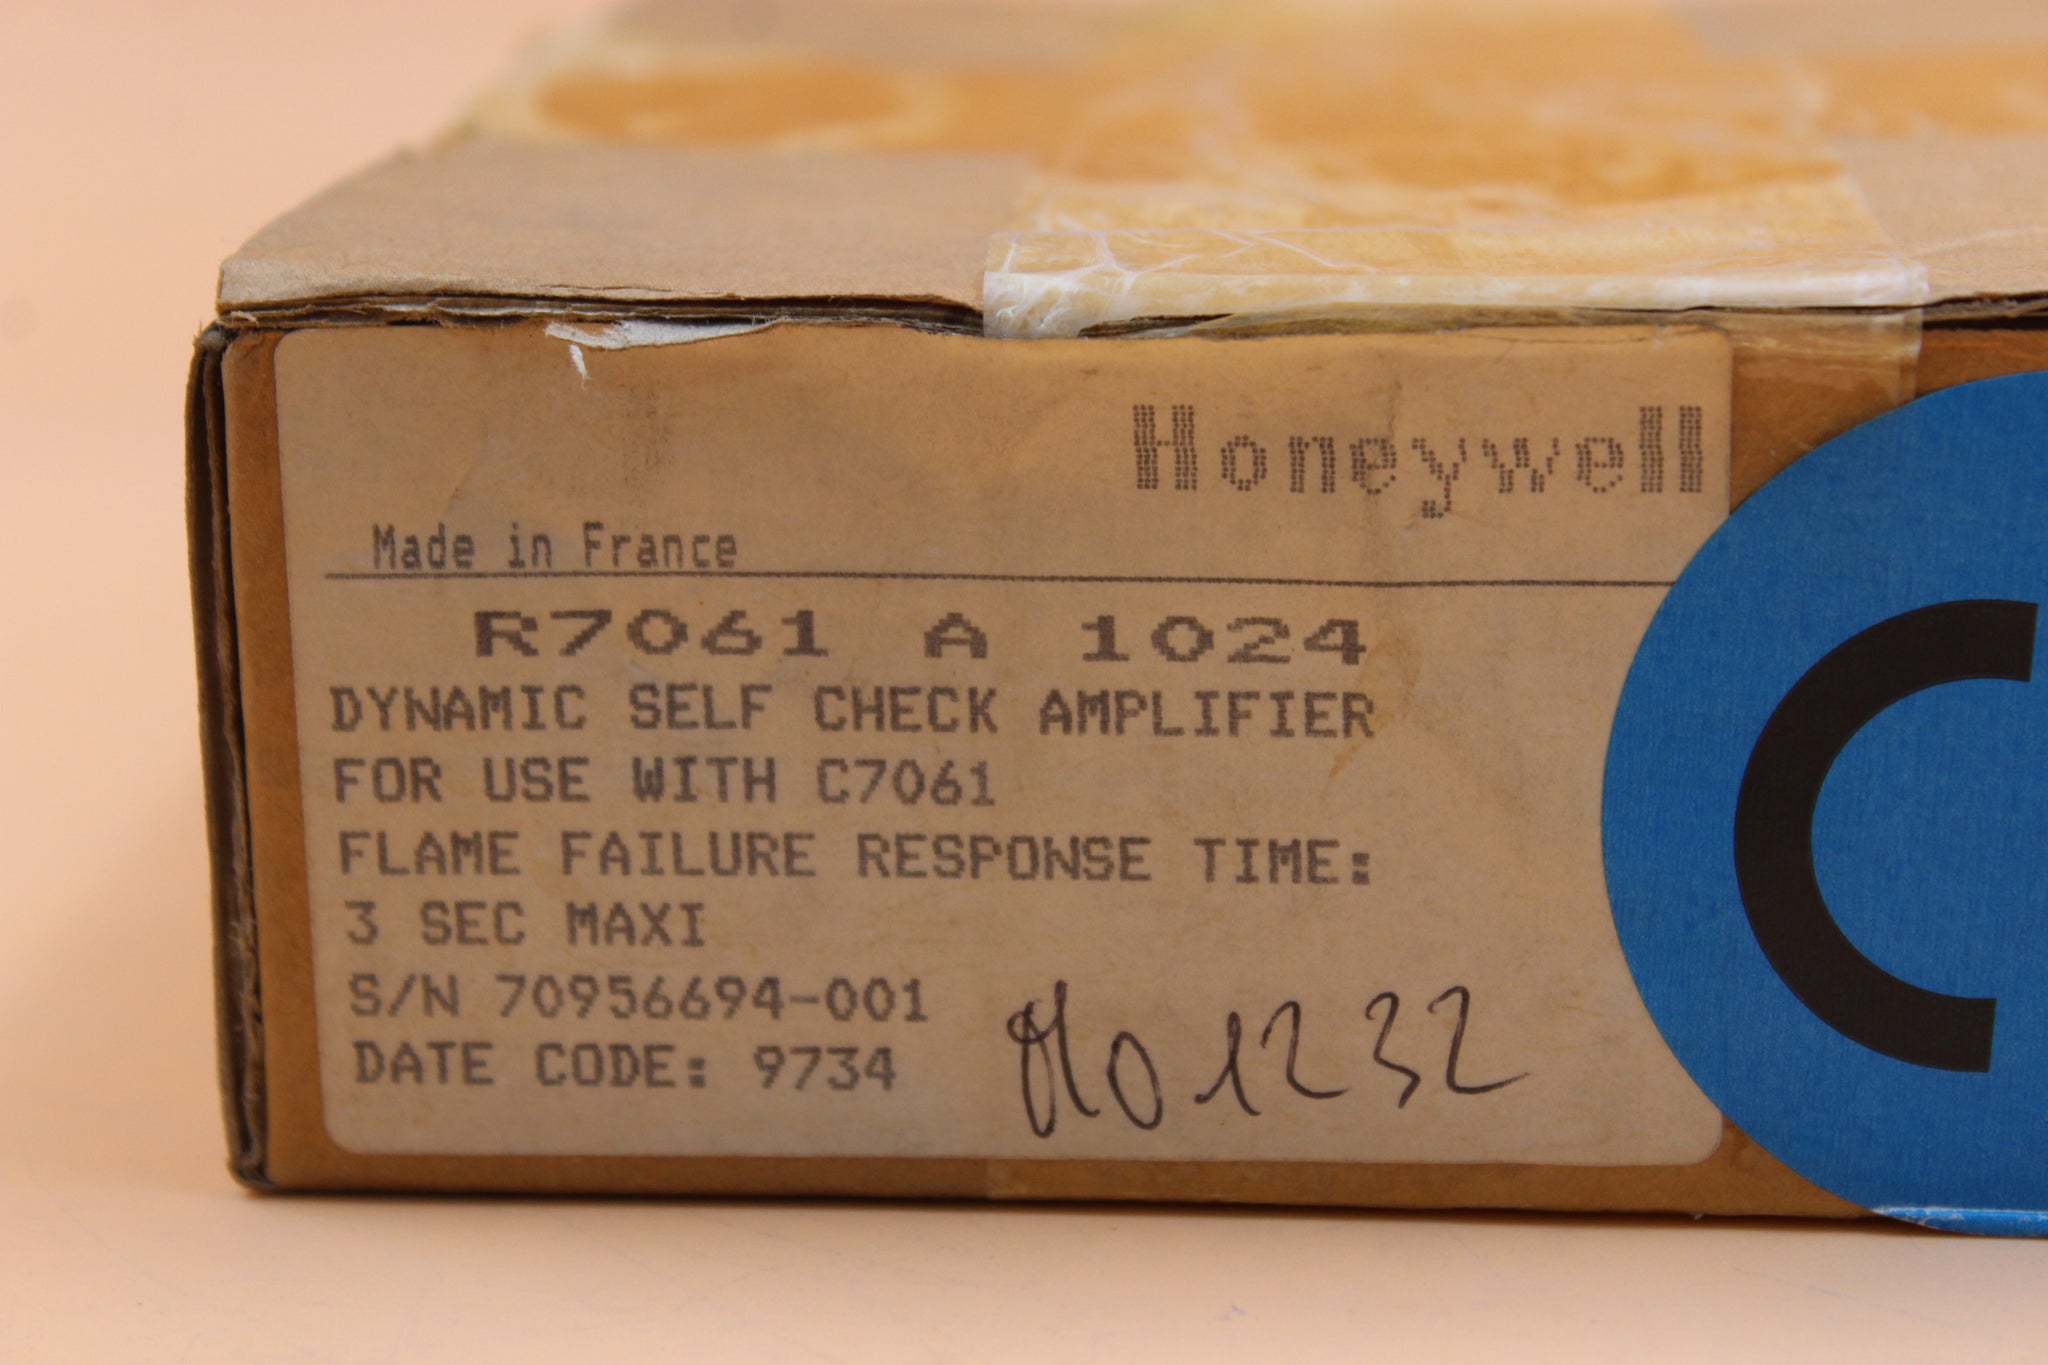 Honeywell
Made in France
R7061 A 1024
DYNAMIC SELF CHECK AMPLIFIER
FOR USE WITH C7061
FLAME FAILURE RESPONSE TIME:
3 SEC MAXI
S/N 70956694-001
DATE CODE: 9734
01232
C